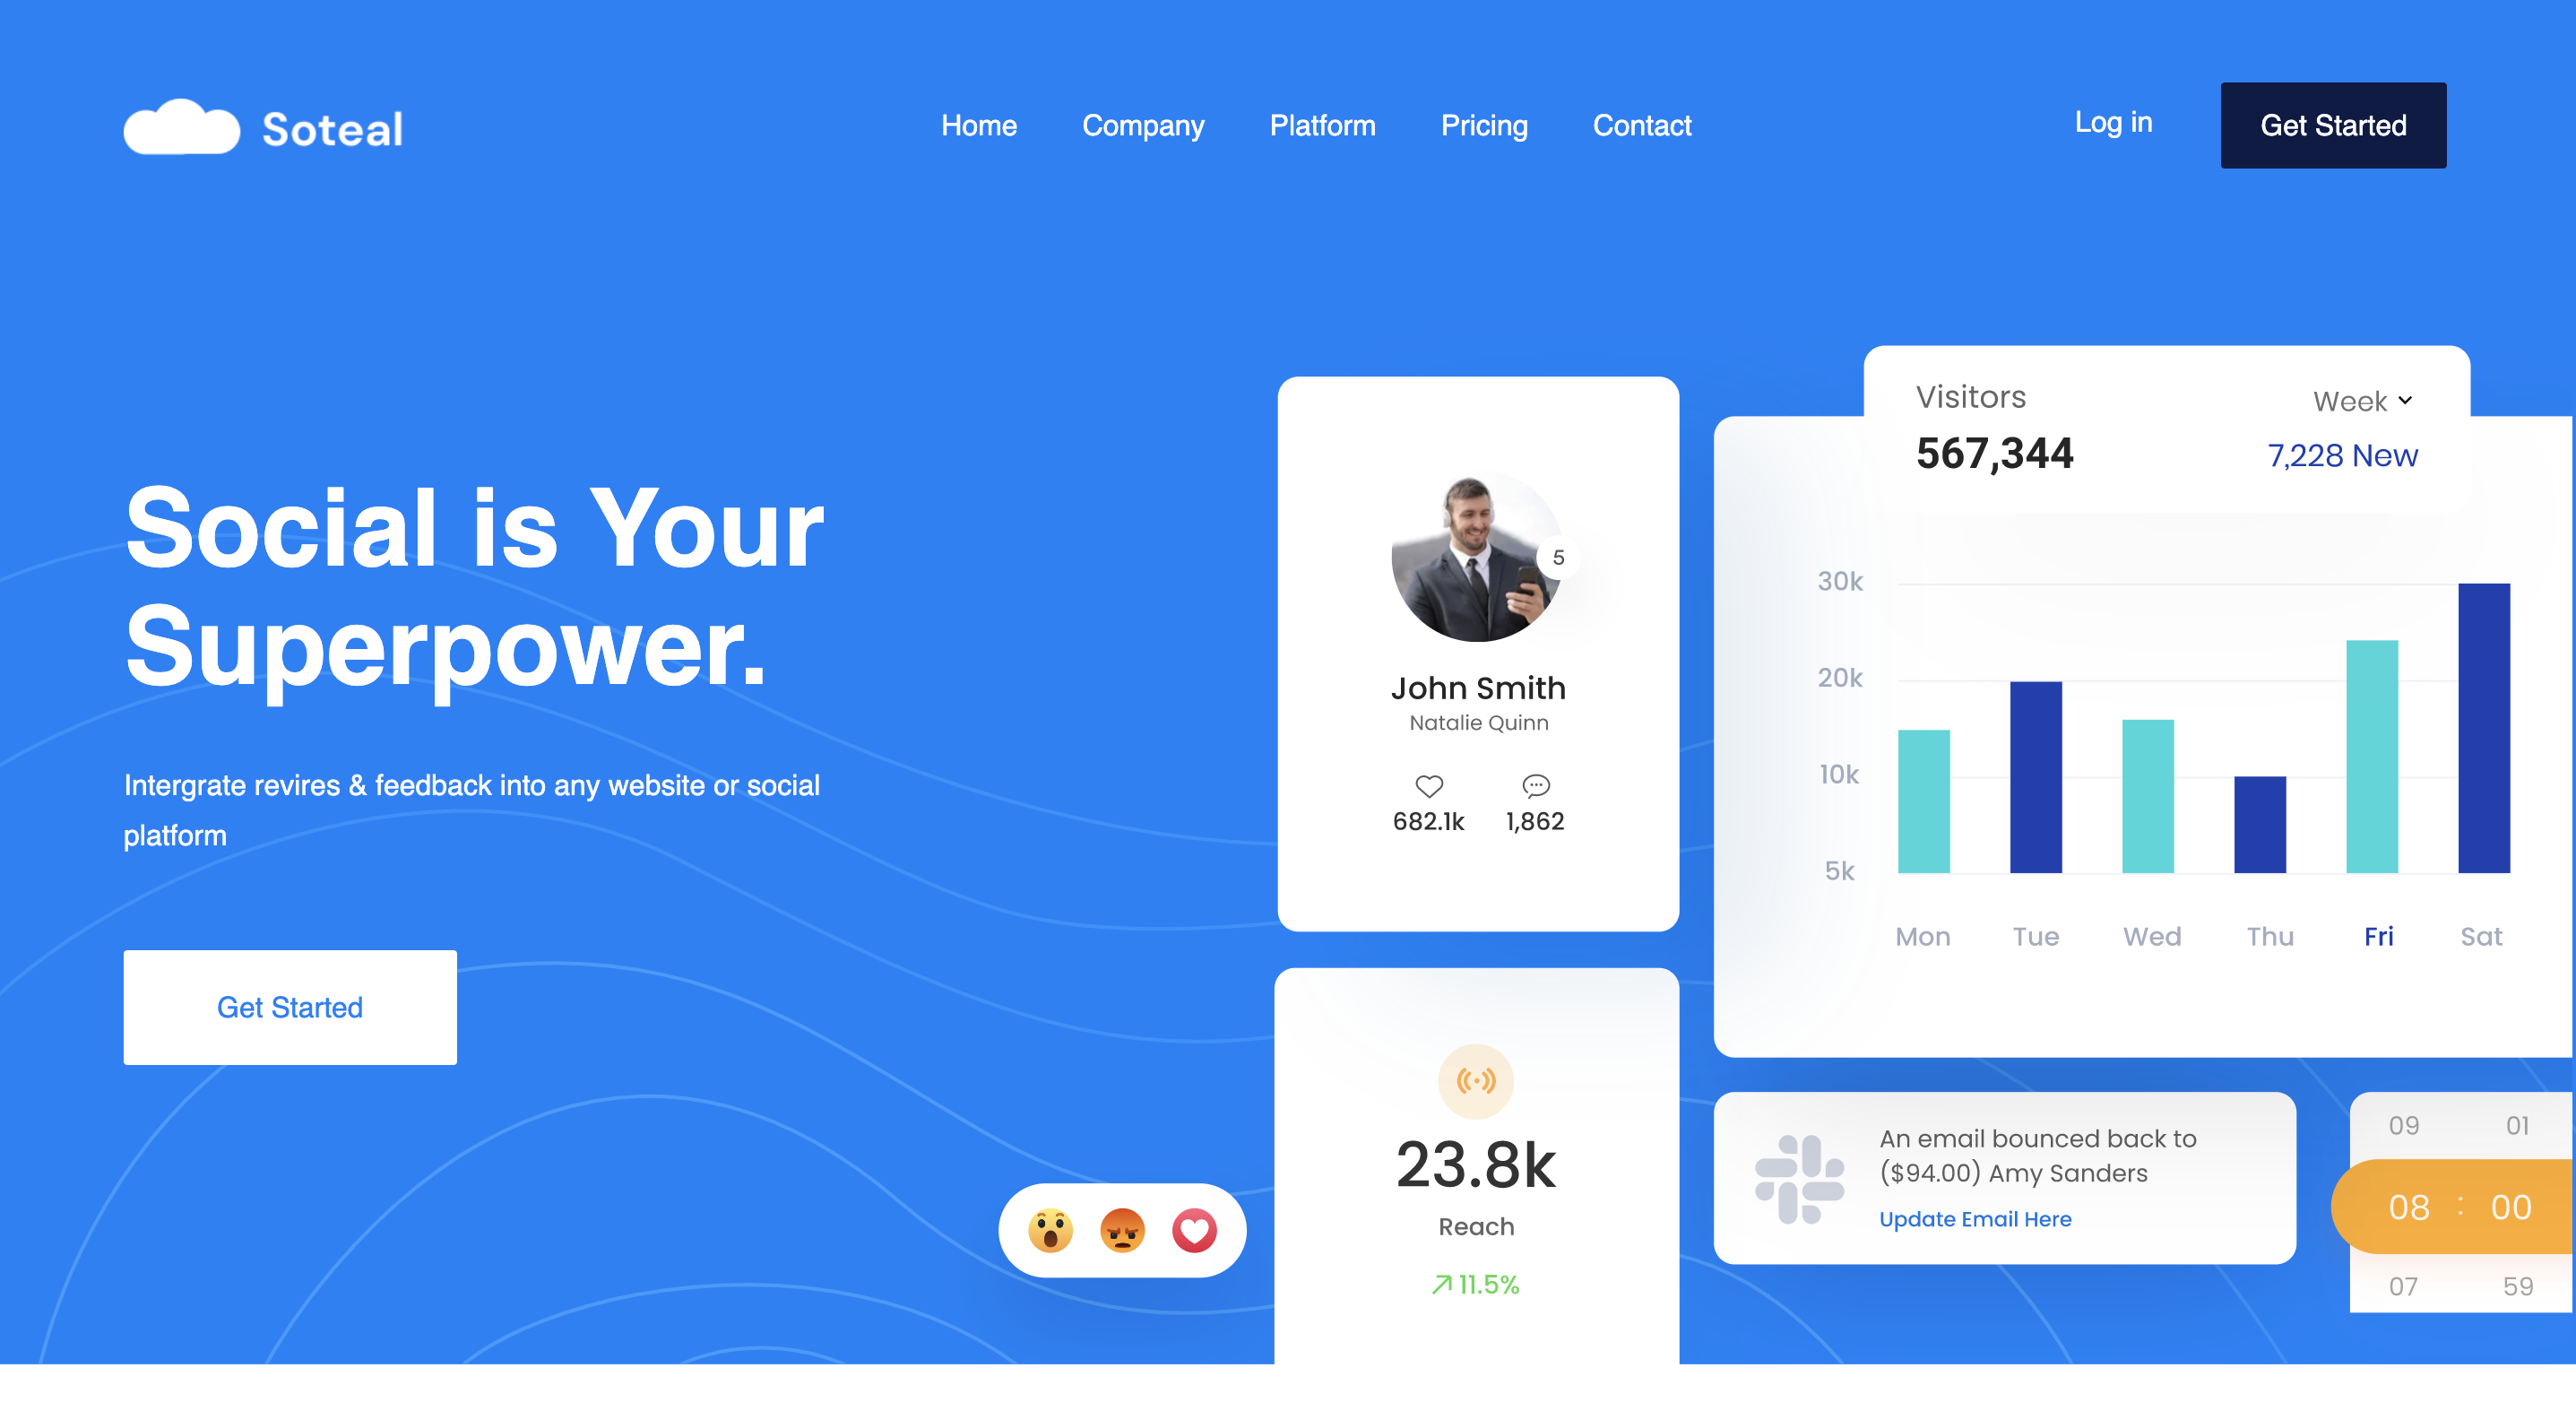 Soteal
Home Company Platform Pricing Contact
Log in
Get Started
Social is Your
Superpower.
Intergrate revires & feedback into any website or social
platform
Get Started
5
John Smith
Natalie Quinn
682.1k 1,862
23.8k
Reach
11.5%
Visitors
Week
567,344
7,228 New
30k
20k
10k
5k
Mon Tue Wed Thu Fri Sat
An email bounced back to
($94.00) Amy Sanders
Update Email Here
09 01
08 : 00
07 59